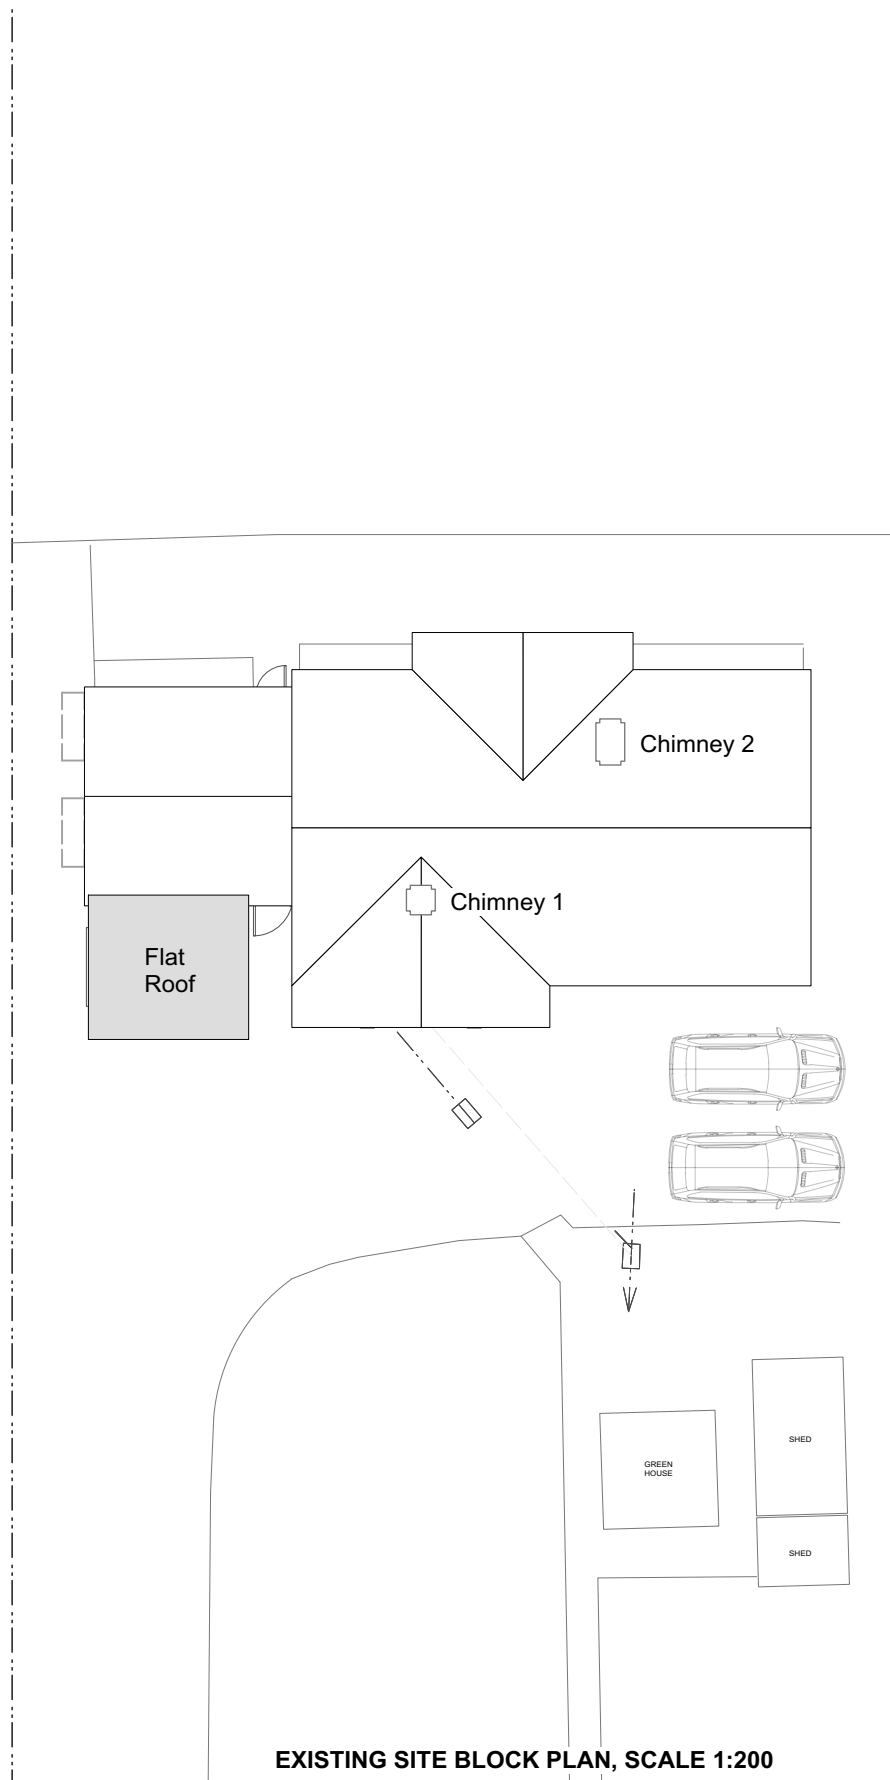 Chimney 2
Chimney 1
Flat
Roof
GREEN
HOUSE
SHED
SHED
EXISTING SITE BLOCK PLAN, SCALE 1:200